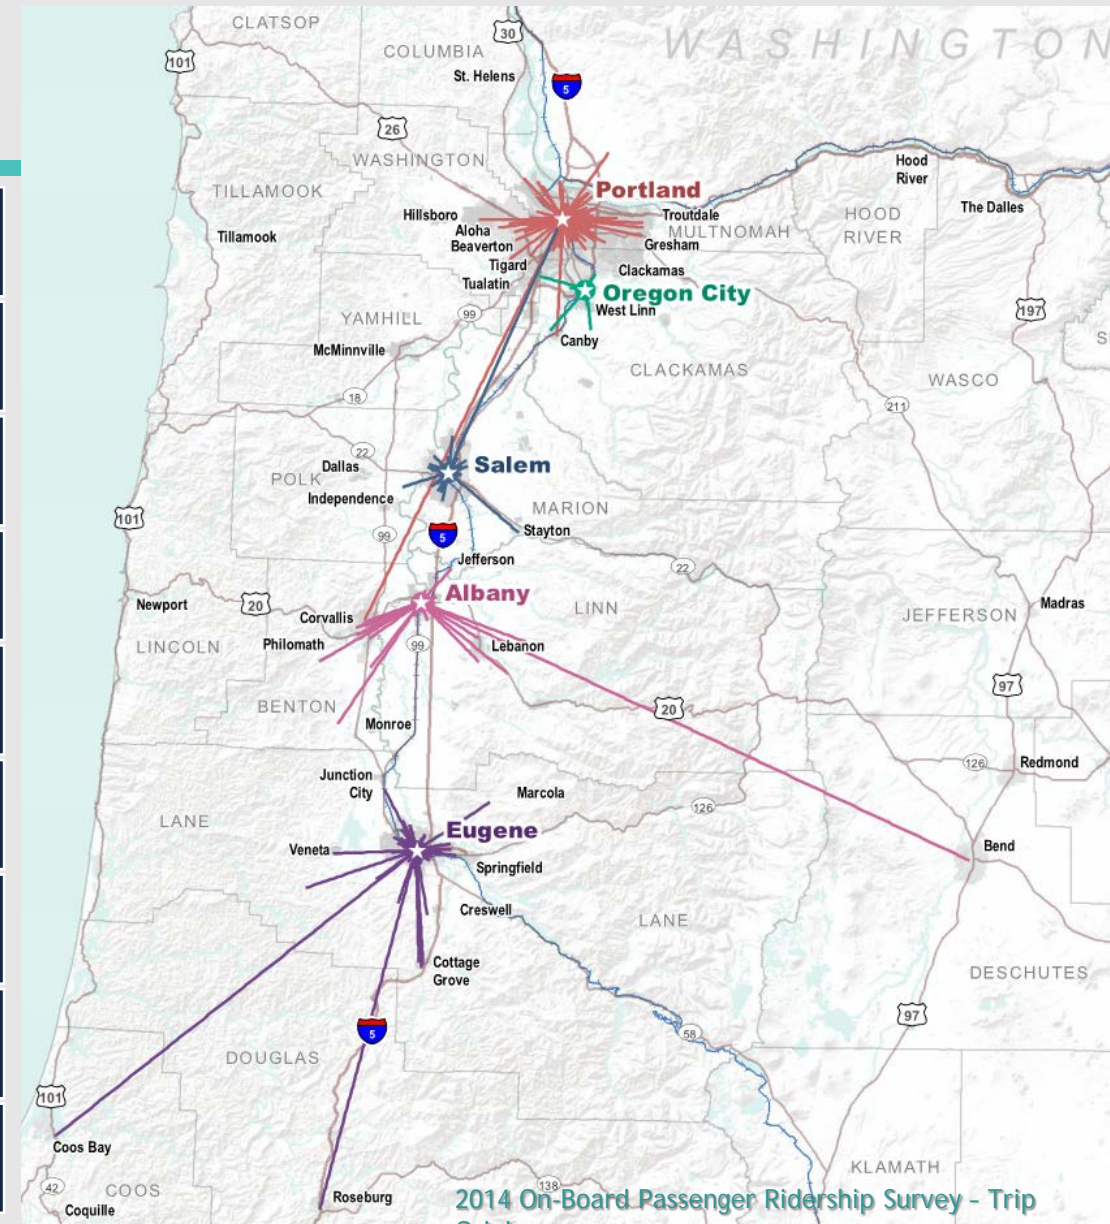 CLATSOP
30
WASHINGTON
COLUMBIA
101
St. Helens
5
26
WASHINGTON
Hood
River
Portland
TILLAMOOK
The Dalles
Hillsboro
Troutdale
HOOD
RIVER
Aloha
MULTNOMAH
Tillamook
Beaverton
Gresham
Tigard
Clackamas
Tualatin
Oregon City
West Linn
197
YAMHILL
99
Canby
McMinnville
CLACKAMAS
WASCO
18
211
22
Salem
Dallas
POLK
Independence
MARION
101
Stayton
99
5
Jefferson
22
Albany
Newport
20
LINN
Madras
Corvallis
JEFFERSON
LINCOLN
Philomath
99
Lebanon
97
BENTON
20
Monroe
126
Redmond
Junction
City
Marcola
126
LANE
Eugene
Veneta
Bend
Springfield
Creswell
LANE
Cottage
Grove
DESCHUTES
97
5
58
DOUGLAS
101
Coos Bay
KLAMATH
42
COOS
138
Roseburg
Coquille
2014 On-Board Passenger Ridership Survey - Trip